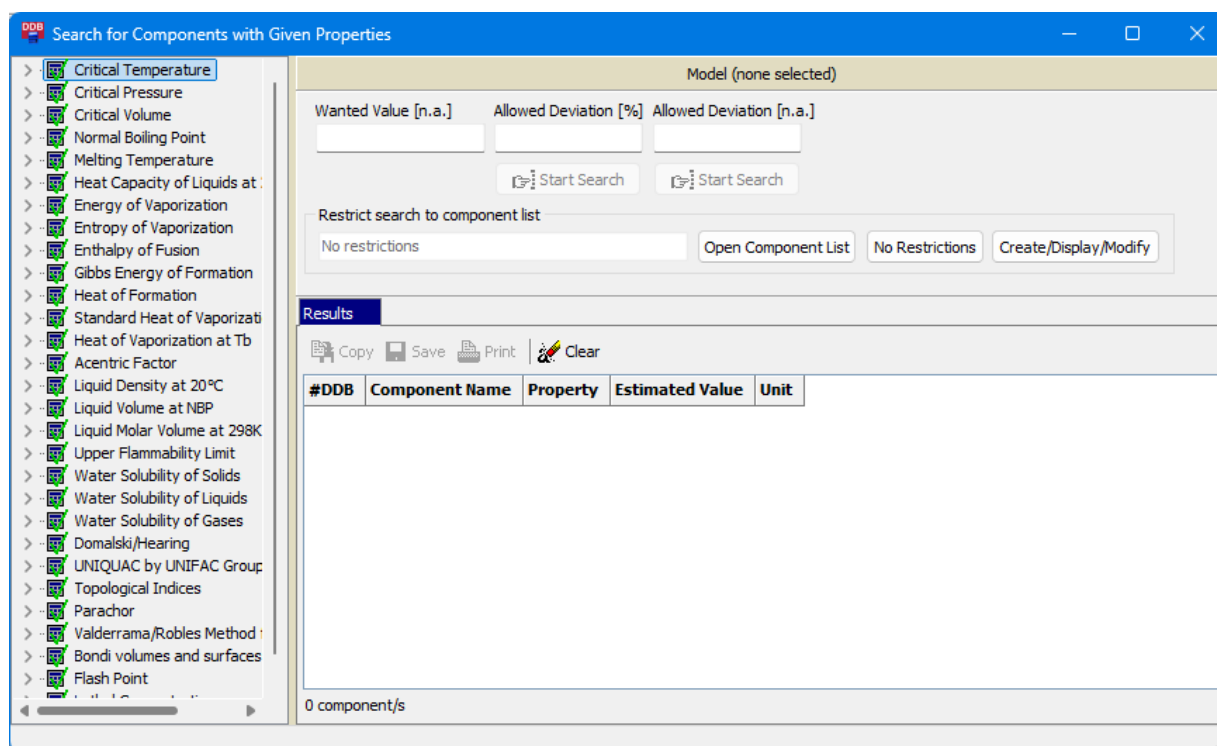 DDB
Search for Components with Given Properties
Critical Temperature
Critical Pressure
Critical Volume
Normal Boiling Point
Melting Temperature
Heat Capacity of Liquids at
Energy of Vaporization
Entropy of Vaporization
Enthalpy of Fusion
Gibbs Energy of Formation
Heat of Formation
Standard Heat of Vaporizati
Heat of Vaporization at Tb
Acentric Factor
Liquid Density at 20°C
Liquid Volume at NBP
Liquid Molar Volume at 298K
Upper Flammability Limit
Water Solubility of Solids
Water Solubility of Liquids
Water Solubility of Gases
Domalski/Hearing
UNIQUAC by UNIFAC Group
Topological Indices
Parachor
Valderrama/Robles Method
Bondi volumes and surfaces
Flash Point
Model (none selected)
Wanted Value [n.a.] Allowed Deviation [%] Allowed Deviation [n.a.]
Start Search Start Search
Restrict search to component list
No restrictions Open Component List No Restrictions Create/Display/Modify
Results
Copy Save Print Clear
#DDB Component Name Property Estimated Value Unit
0 component/s